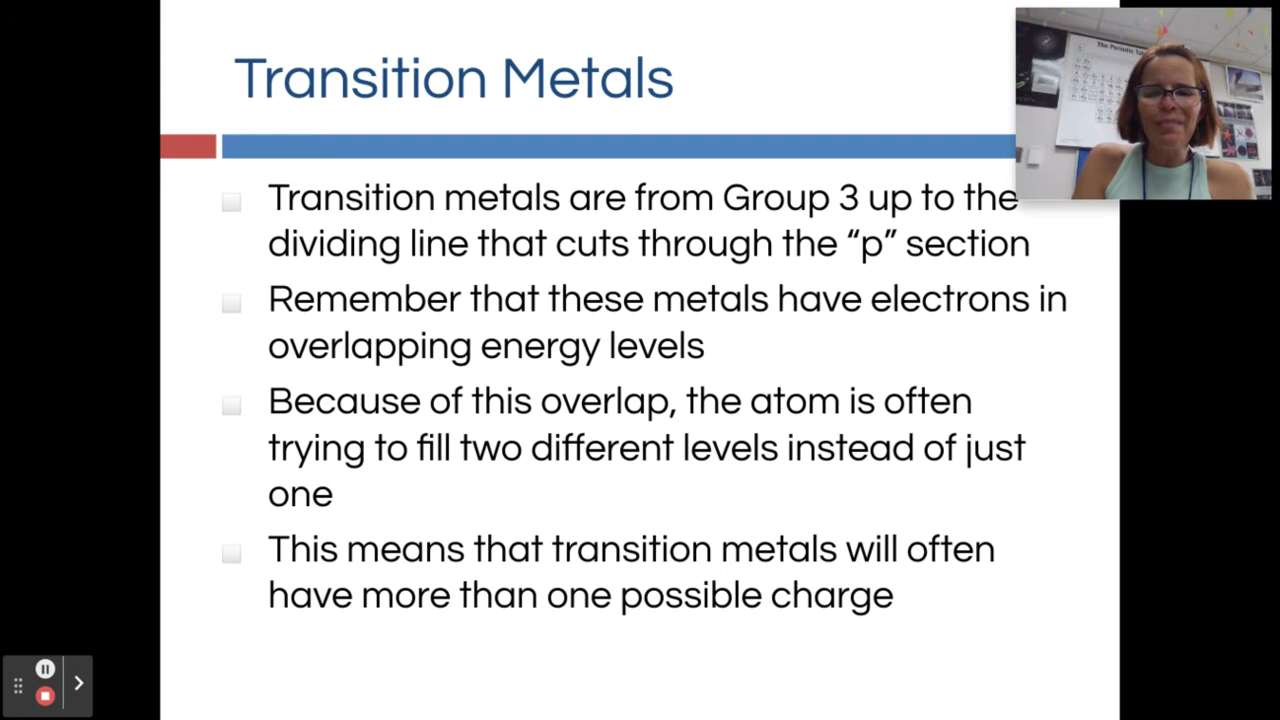 Transition Metals
Transition metals are from Group 3 up to the
dividing line that cuts through the “p” section
Remember that these metals have electrons in
overlapping energy levels
Because of this overlap, the atom is often
trying to fill two different levels instead of just
one
This means that transition metals will often
have more than one possible charge
The Periodic